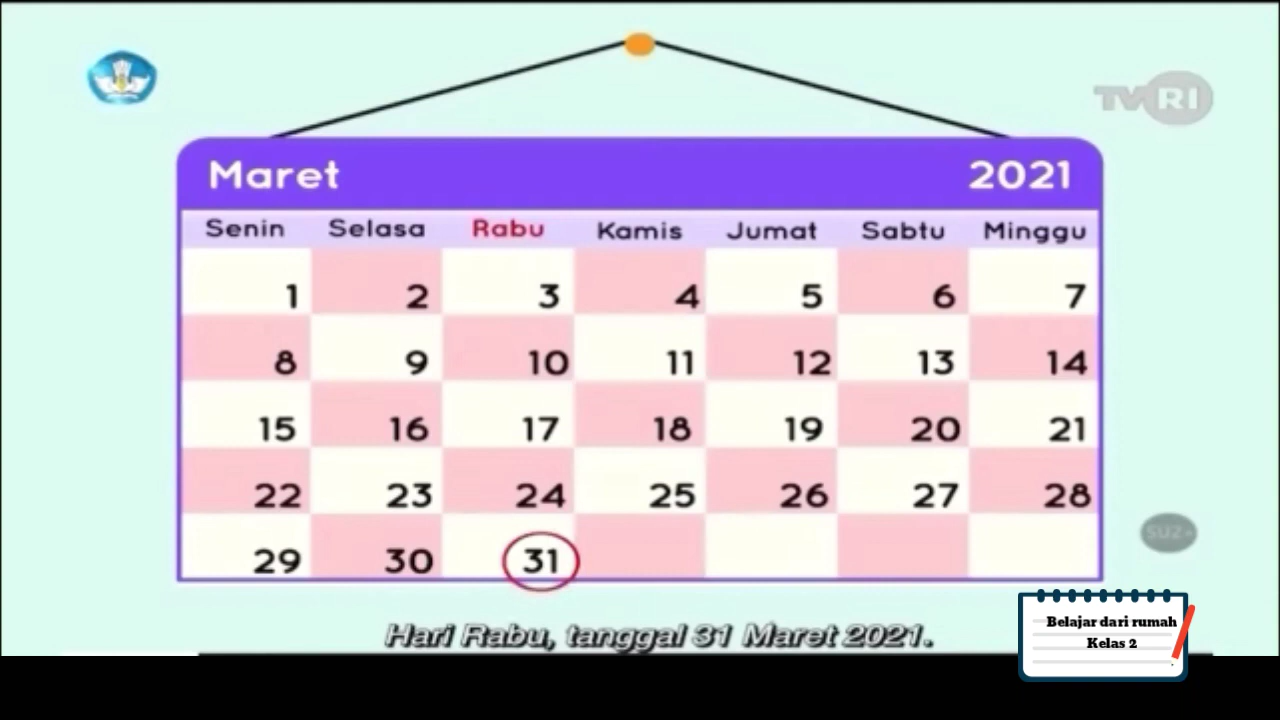 TVRI
Maret 2021
Senin Selasa Rabu Kamis Jumat Sabtu Minggu
1 2 3 4 5 6 7
8 9 10 11 12 13 14
15 16 17 18 19 20 21
22 23 24 25 26 27 28
29 30 31
SUZ+
Hari Rabu, tanggal 31 Maret 2021.
Belajar dari rumah
Kelas 2